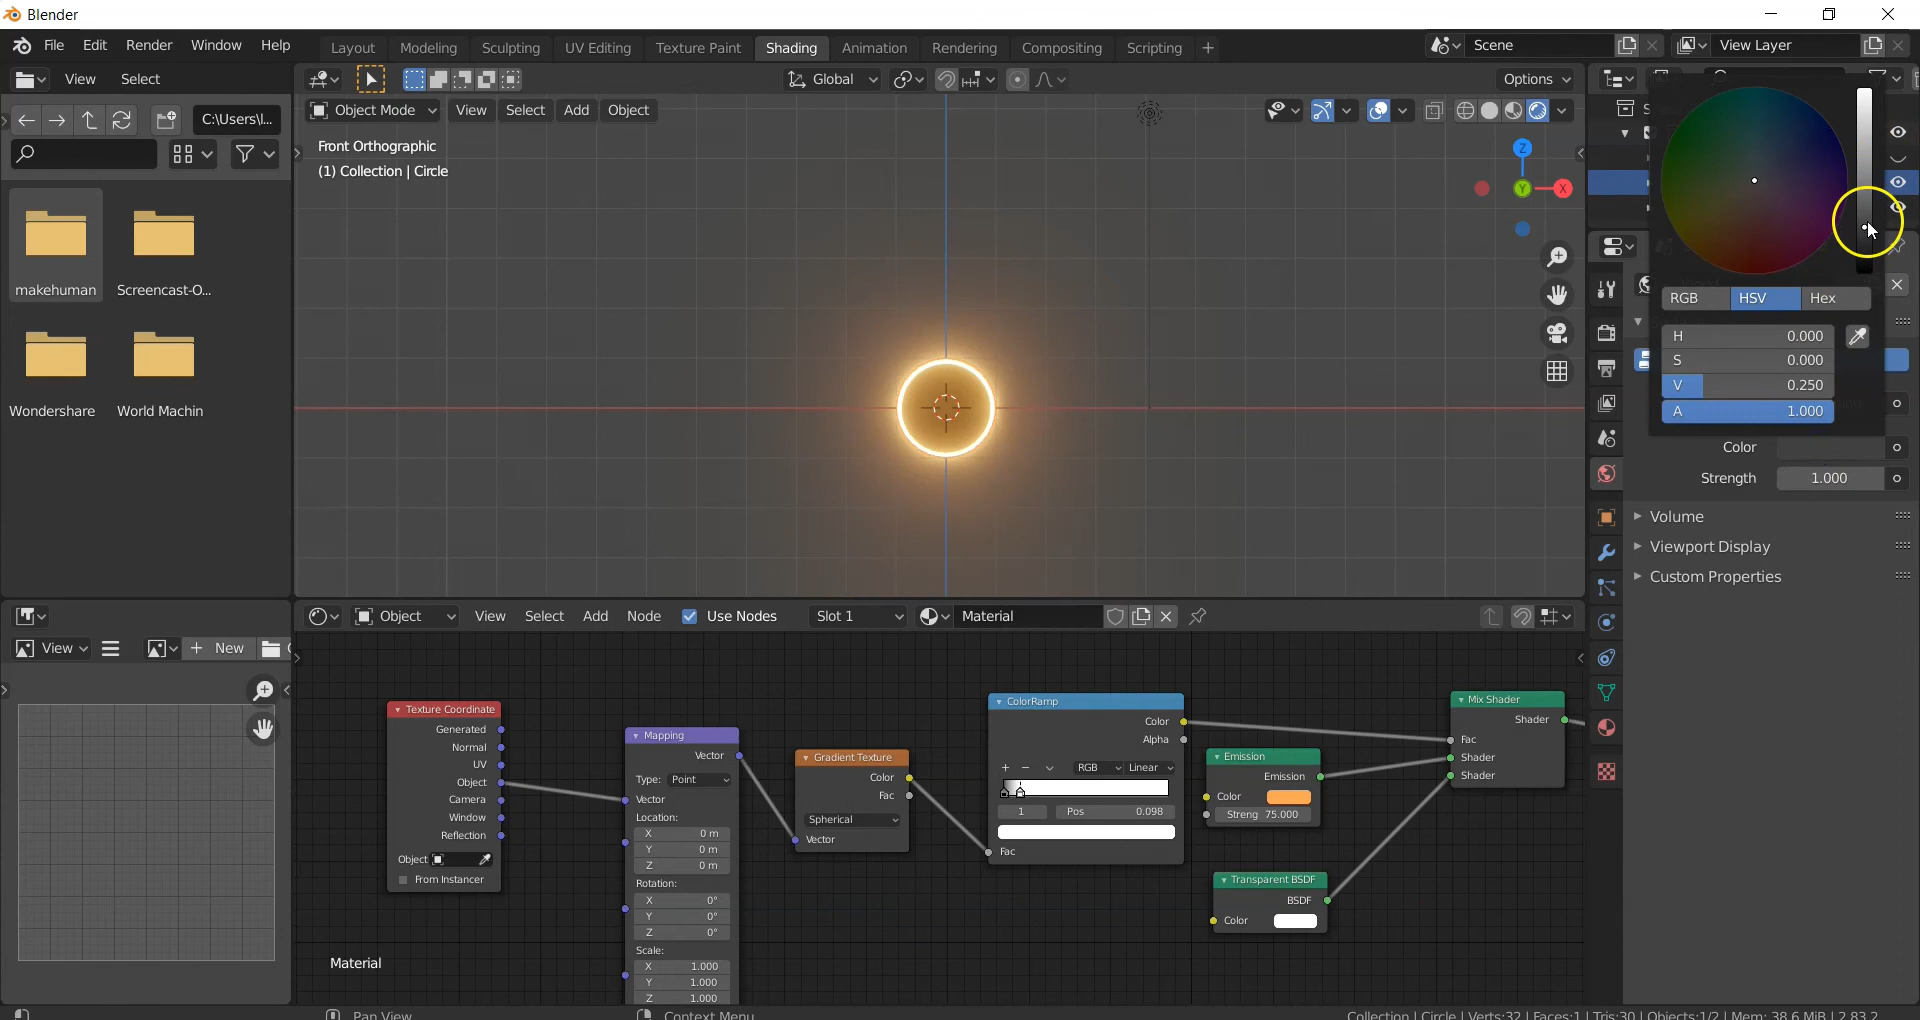 Blender
File Edit Render Window Help
Layout Modeling Sculpting UV Editing Texture Paint Shading Animation Rendering Compositing Scripting +
Scene
View Layer
View Select
Global
Options
C:\Users\l...
Object Mode View Select Add Object
Front Orthographic
(1) Collection | Circle
Z
Y
X
makehuman
Screencast-O...
Wondershare
World Machin
RGB HSV Hex
H 0.000
S 0.000
V 0.250
A 1.000
Color
Strength 1.000
Volume
Viewport Display
Custom Properties
Object View Select Add Node Use Nodes Slot 1 Material
View
New
Texture Coordinate
Generated
Normal
UV
Object
Camera
Window
Reflection
Object
From Instancer
Mapping
Vector
Type: Point
Vector
Location:
X 0 m
Y 0 m
Z 0 m
Rotation:
X 0°
Y 0°
Z 0°
Scale:
X 1.000
Y 1.000
Z 1.000
Gradient Texture
Color
Fac
Spherical
Vector
ColorRamp
Color
Alpha
RGB Linear
1 Pos 0.098
Fac
Emission
Emission
Color
Streng 75.000
Transparent BSDF
BSDF
Color
Mix Shader
Shader
Fac
Shader
Shader
Material
Pan View
Context Menu
Collection | Circle | Verts:32 | Faces:1 | Tris:30 | Objects:1/2 | Mem: 38.6 MiB | 2.83.2